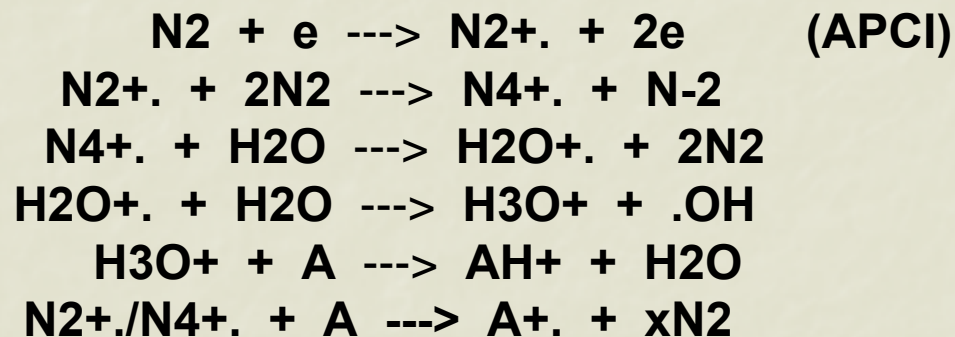 N2 + e ---> N2+. + 2e (APCI)
N2+. + 2N2 ---> N4+. + N-2
N4+. + H2O ---> H2O+. + 2N2
H2O+. + H2O ---> H3O+ + .OH
H3O+ + A ---> AH+ + H2O
N2+./N4+. + A ---> A+. + xN2